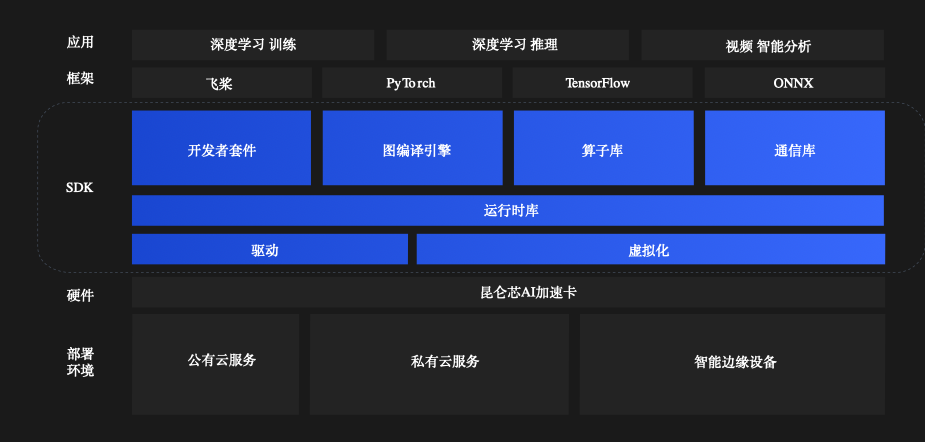 应用
深度学习 训练
深度学习 推理
视频 智能分析
框架
飞桨
PyTorch
TensorFlow
ONNX
SDK
开发者套件
图编译引擎
算子库
通信库
运行时库
驱动
虚拟化
硬件
昆仑芯AI加速卡
部署
环境
公有云服务
私有云服务
智能边缘设备